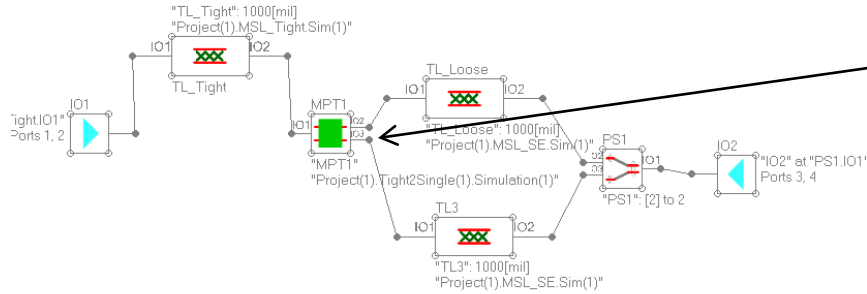 "TL_Tight": 1000[mil]
"Project(1).MSL_Tight.Sim(1)"
IO1 IO2
TL_Tight
IO1
ight.IO1"
Ports 1, 2
MPT1
IO1 IO2
IO3
"MPT1"
"Project(1).Tight2Single(1).Simulation(1)"
TL_Loose
IO1 IO2
"TL_Loose": 1000[mil]
"Project(1).MSL_SE.Sim(1)"
PS1
IO2 IO1
IO3
"PS1": [2] to 2
IO2
"IO2" at "PS1.IO1"
Ports 3, 4
TL3
IO1 IO2
"TL3": 1000[mil]
"Project(1).MSL_SE.Sim(1)"